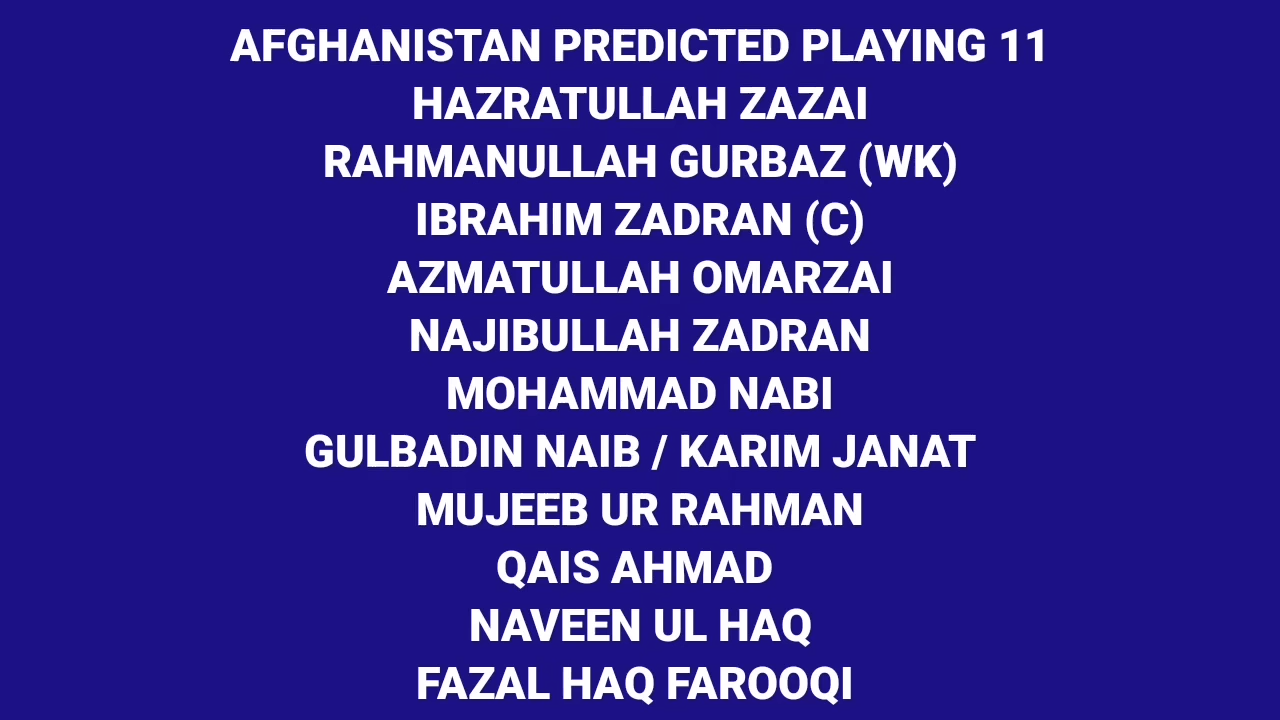 AFGHANISTAN PREDICTED PLAYING 11
HAZRATULLAH ZAZAI
RAHMANULLAH GURBAZ (WK)
IBRAHIM ZADRAN (C)
AZMATULLAH OMARZAI
NAJIBULLAH ZADRAN
MOHAMMAD NABI
GULBADIN NAIB / KARIM JANAT
MUJEEB UR RAHMAN
QAIS AHMAD
NAVEEN UL HAQ
FAZAL HAQ FAROOQI